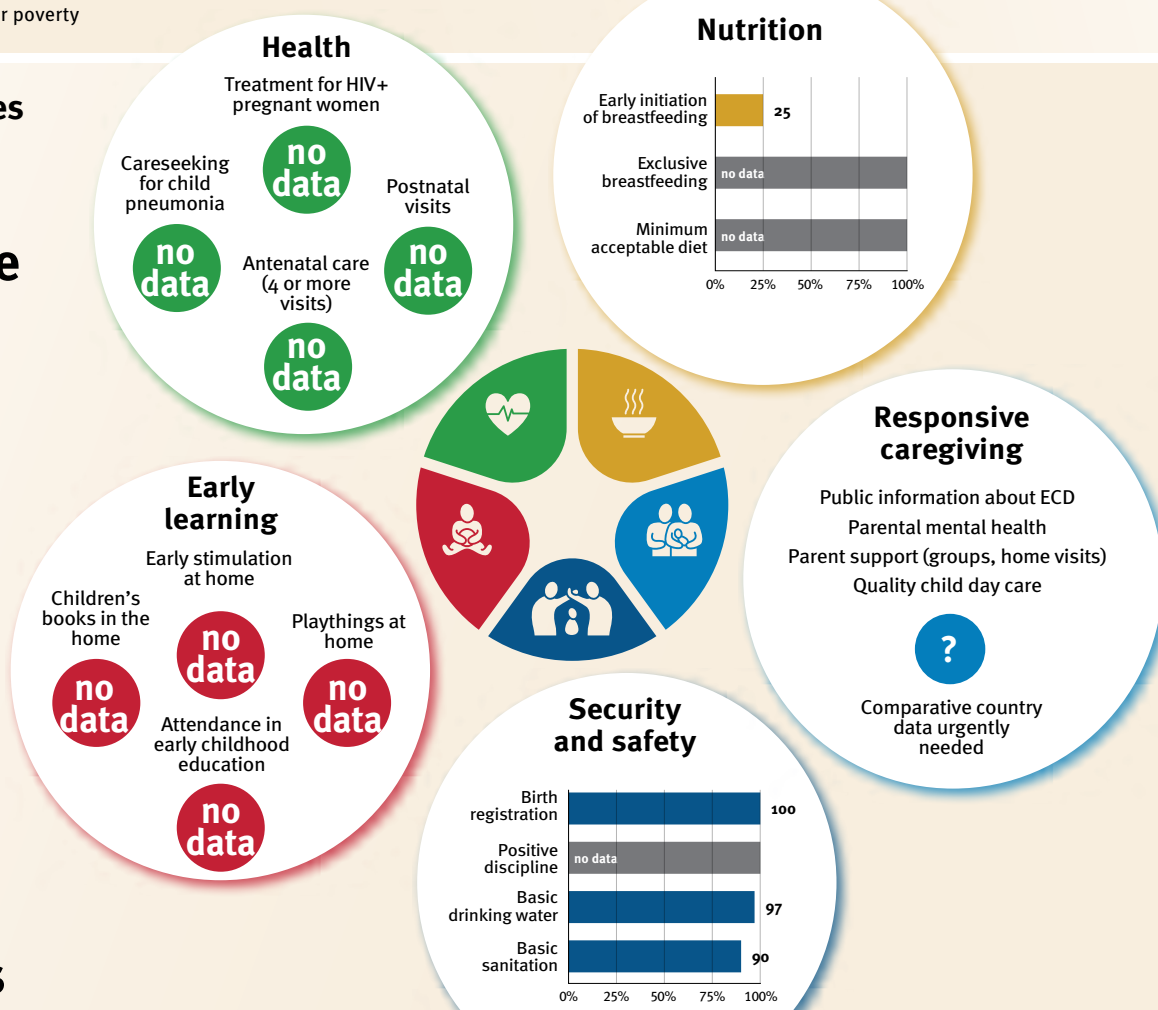 r poverty
es
e
s
Health
Treatment for HIV+
pregnant women
no
data
Careseeking
for child
pneumonia
no
data
Postnatal
visits
no
data
Antenatal care
(4 or more
visits)
no
data
Nutrition
Early initiation
of breastfeeding
25
Exclusive
breastfeeding
no data
Minimum
acceptable diet
no data
0% 25% 50% 75% 100%
Responsive
caregiving
Public information about ECD
Parental mental health
Parent support (groups, home visits)
Quality child day care
?
Comparative country
data urgently
needed
Early
learning
Early stimulation
at home
no
data
Children's
books in the
home
no
data
Playthings at
home
no
data
Attendance in
early childhood
education
no
data
Security
and safety
Birth
registration
100
Positive
discipline
no data
Basic
drinking water
97
Basic
sanitation
90
0% 25% 50% 75% 100%